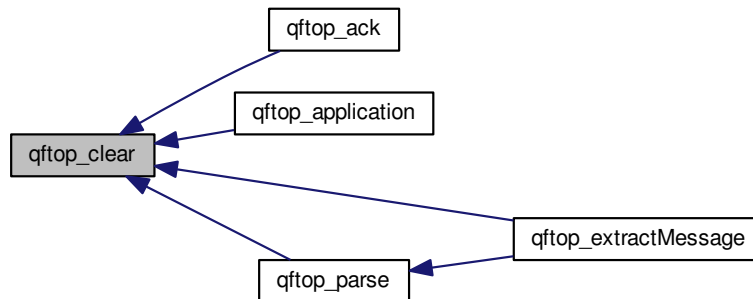 qftop_ack
qftop_application
qftop_clear
qftop_extractMessage
qftop_parse